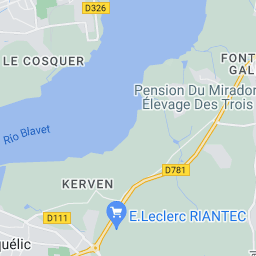 D326
LE COSQUER
FONT
GAL
Pension Du Mirador
Élevage Des Trois
Rio Blavet
D781
KERVEN
D111
E.Leclerc RIANTEC
quélic